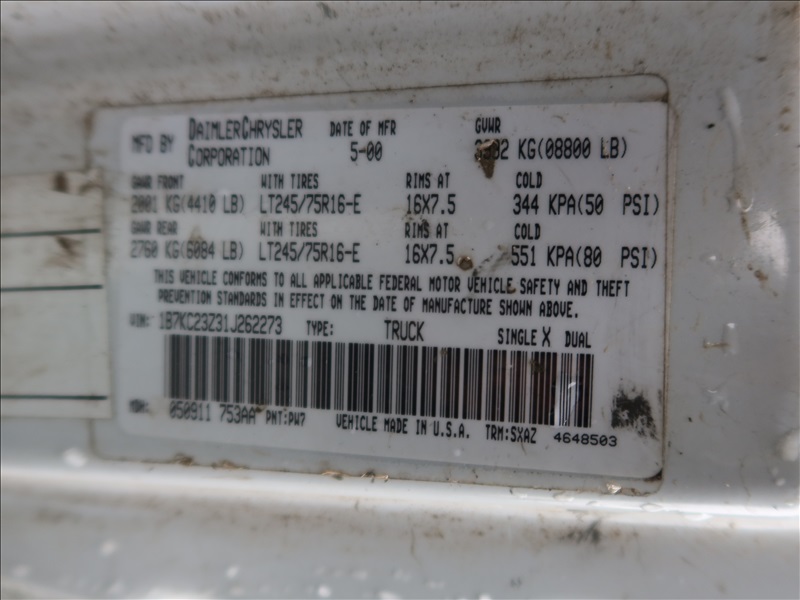 MFD BY DAIMLERCHRYSLER CORPORATION DATE OF MFR 5-00 GVWR KG(08800 LB)
GAWR FRONT WITH TIRES RIMS AT COLD
2001 KG(4410 LB) LT245/75R16-E 16X7.5 344 KPA(50 PSI)
GAWR REAR WITH TIRES RIMS AT COLD
2760 KG(6084 LB) LT245/75R16-E 16X7.5 551 KPA(80 PSI)
THIS VEHICLE CONFORMS TO ALL APPLICABLE FEDERAL MOTOR VEHICLE SAFETY AND THEFT
PREVENTION STANDARDS IN EFFECT ON THE DATE OF MANUFACTURE SHOWN ABOVE.
VIN: 1B7KC23Z31J262273 TYPE: TRUCK SINGLE X DUAL
MDH: 050911 753AA PNT:PW7 VEHICLE MADE IN U.S.A. TRM:SXAZ 4648503